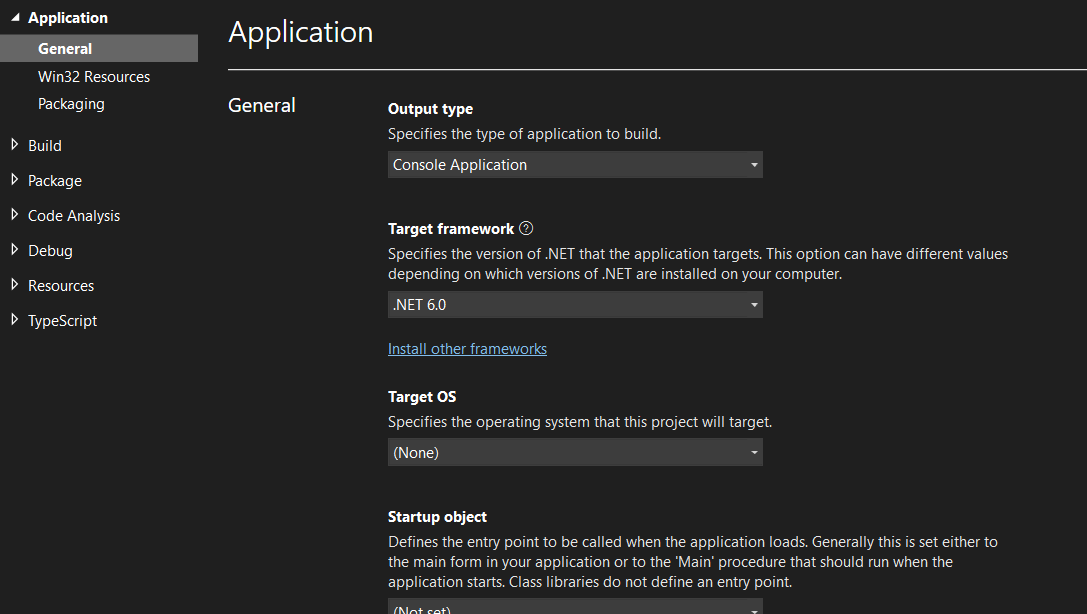 Application
General
Win32 Resources
Packaging
Build
Package
Code Analysis
Debug
Resources
TypeScript
Application
General
Output type
Specifies the type of application to build.
Console Application
Target framework
Specifies the version of .NET that the application targets. This option can have different values
depending on which versions of .NET are installed on your computer.
.NET 6.0
Install other frameworks
Target OS
Specifies the operating system that this project will target.
(None)
Startup object
Defines the entry point to be called when the application loads. Generally this is set either to
the main form in your application or to the 'Main' procedure that should run when the
application starts. Class libraries do not define an entry point.
(Not set)